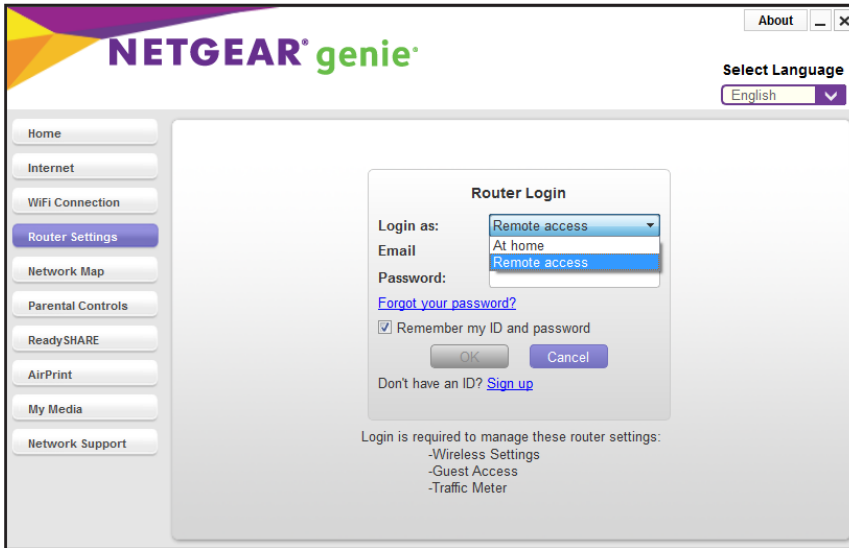 About
NETGEAR® genie®
Select Language
English
Home
Internet
WiFi Connection
Router Settings
Network Map
Parental Controls
ReadySHARE
AirPrint
My Media
Network Support
Router Login
Login as: Remote access
At home
Remote access
Email
Password:
Forgot your password?
Remember my ID and password
OK Cancel
Don't have an ID? Sign up
Login is required to manage these router settings:
-Wireless Settings
-Guest Access
-Traffic Meter